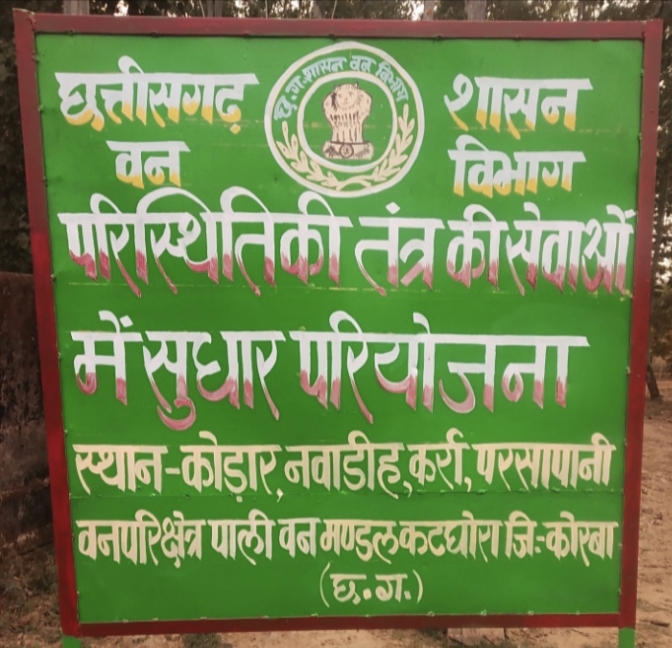 छ.ग. शासन वन विभाग
छत्तीसगढ़ शासन
वन विभाग
परिस्थितिकी तंत्र की सेवाओं
में सुधार परियोजना
स्थान-कोड़ार, नवाडीह, कर्रा, परसापानी
वनपरिक्षेत्र पाली वन मण्डल कटघोरा जि:-कोरबा
(छ.ग.)